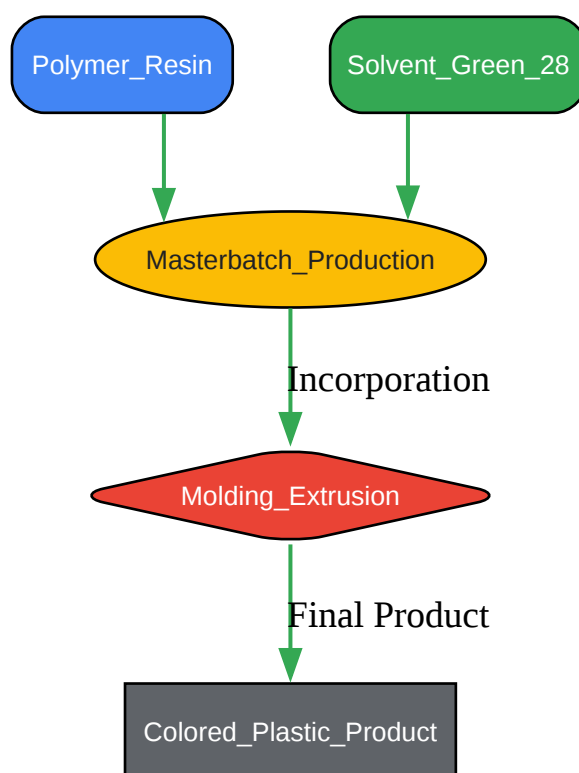 Polymer_Resin
Solvent_Green_28
Masterbatch_Production
Incorporation
Molding_Extrusion
Final Product
Colored_Plastic_Product